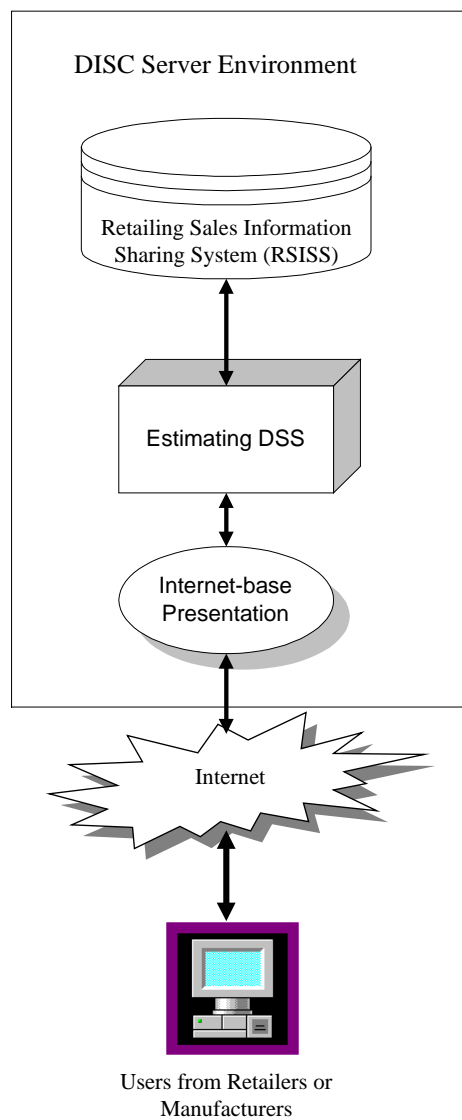 DISC Server Environment
Retailing Sales Information
Sharing System (RSISS)
Estimating DSS
Internet-base
Presentation
Internet
Users from Retailers or
Manufacturers